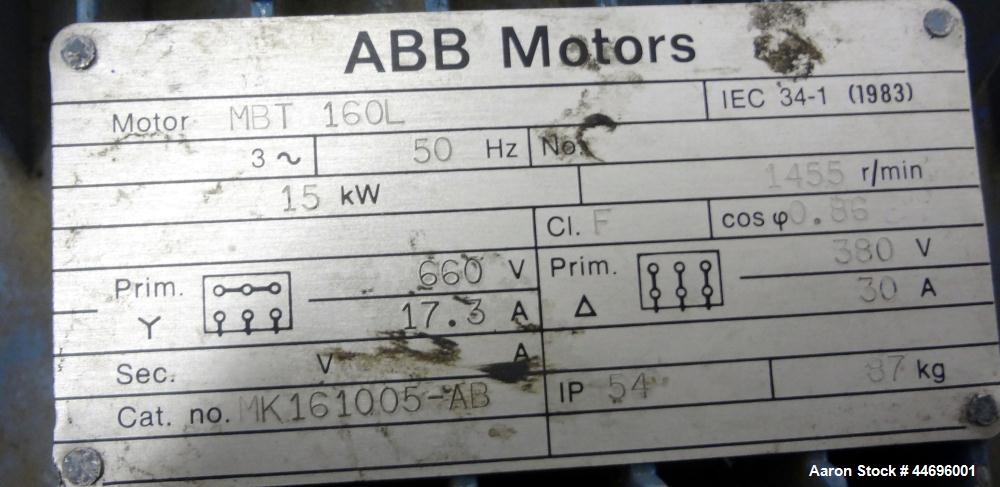 ABB Motors
Motor MBT 160L IEC 34-1 (1983)
3 ~ 50 Hz No.
15 kW 1455 r/min
Cl. F cos φ 0.86
Prim. Y 660 V Prim. Δ 380 V
17.3 A 30 A
Sec. V A
Cat. no. MK161005-AB IP 54 87 kg
Aaron Stock # 44696001